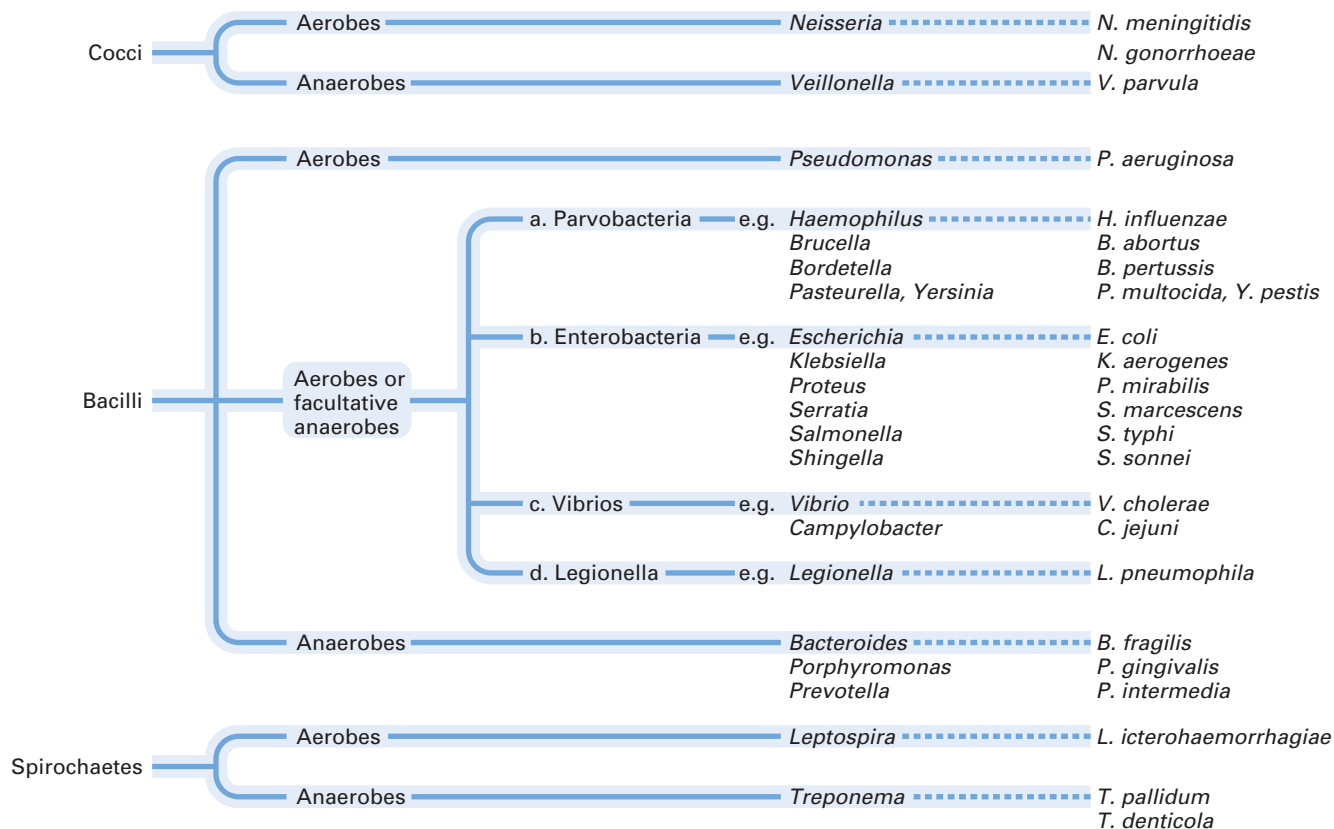 Cocci
Aerobes Neisseria N. meningitidis
N. gonorrhoeae
Anaerobes Veillonella V. parvula
Bacilli
Aerobes Pseudomonas P. aeruginosa
Aerobes or
facultative
anaerobes
a. Parvobacteria e.g. Haemophilus H. influenzae
Brucella B. abortus
Bordetella B. pertussis
Pasteurella, Yersinia P. multocida, Y. pestis
b. Enterobacteria e.g. Escherichia E. coli
Klebsiella K. aerogenes
Proteus P. mirabilis
Serratia S. marcescens
Salmonella S. typhi
Shingella S. sonnei
c. Vibrios e.g. Vibrio V. cholerae
Campylobacter C. jejuni
d. Legionella e.g. Legionella L. pneumophila
Anaerobes Bacteroides B. fragilis
Porphyromonas P. gingivalis
Prevotella P. intermedia
Spirochaetes
Aerobes Leptospira L. icterohaemorrhagiae
Anaerobes Treponema T. pallidum
T. denticola